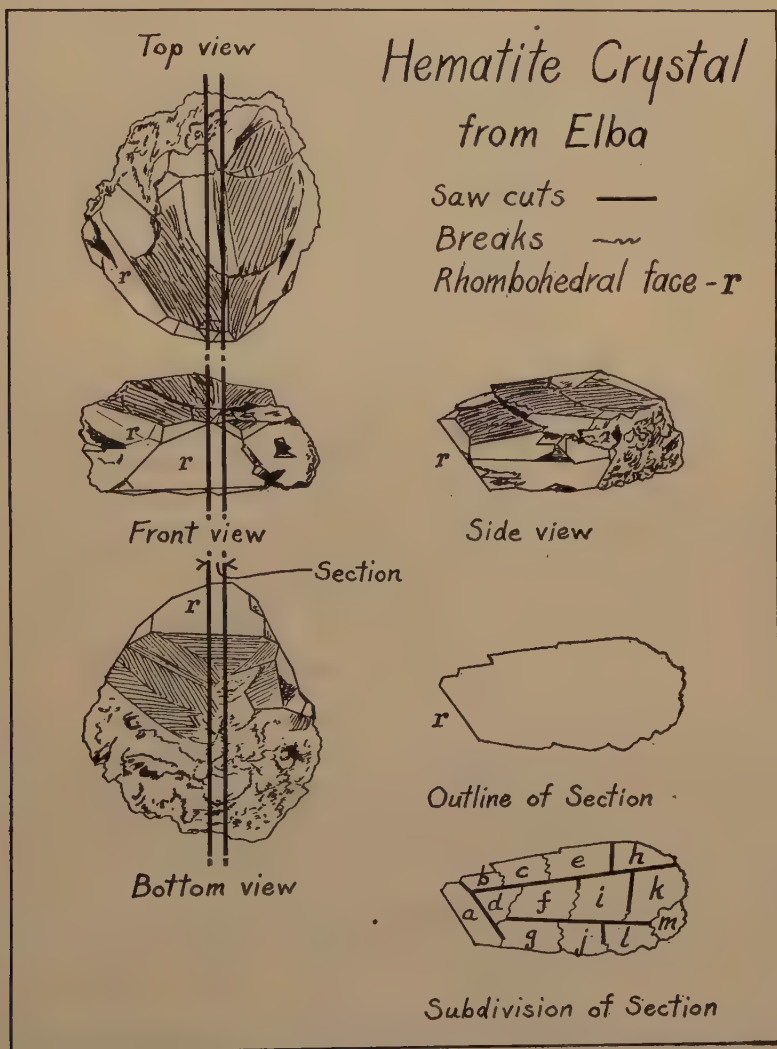 Top view
Hematite Crystal
from Elba
Saw cuts
Breaks
Rhombohedral face - r
r
r
r
Front view
r
Side view
Section
r
r
Outline of Section
Bottom view
b c e h
a d f i k
g j l m
Subdivision of Section